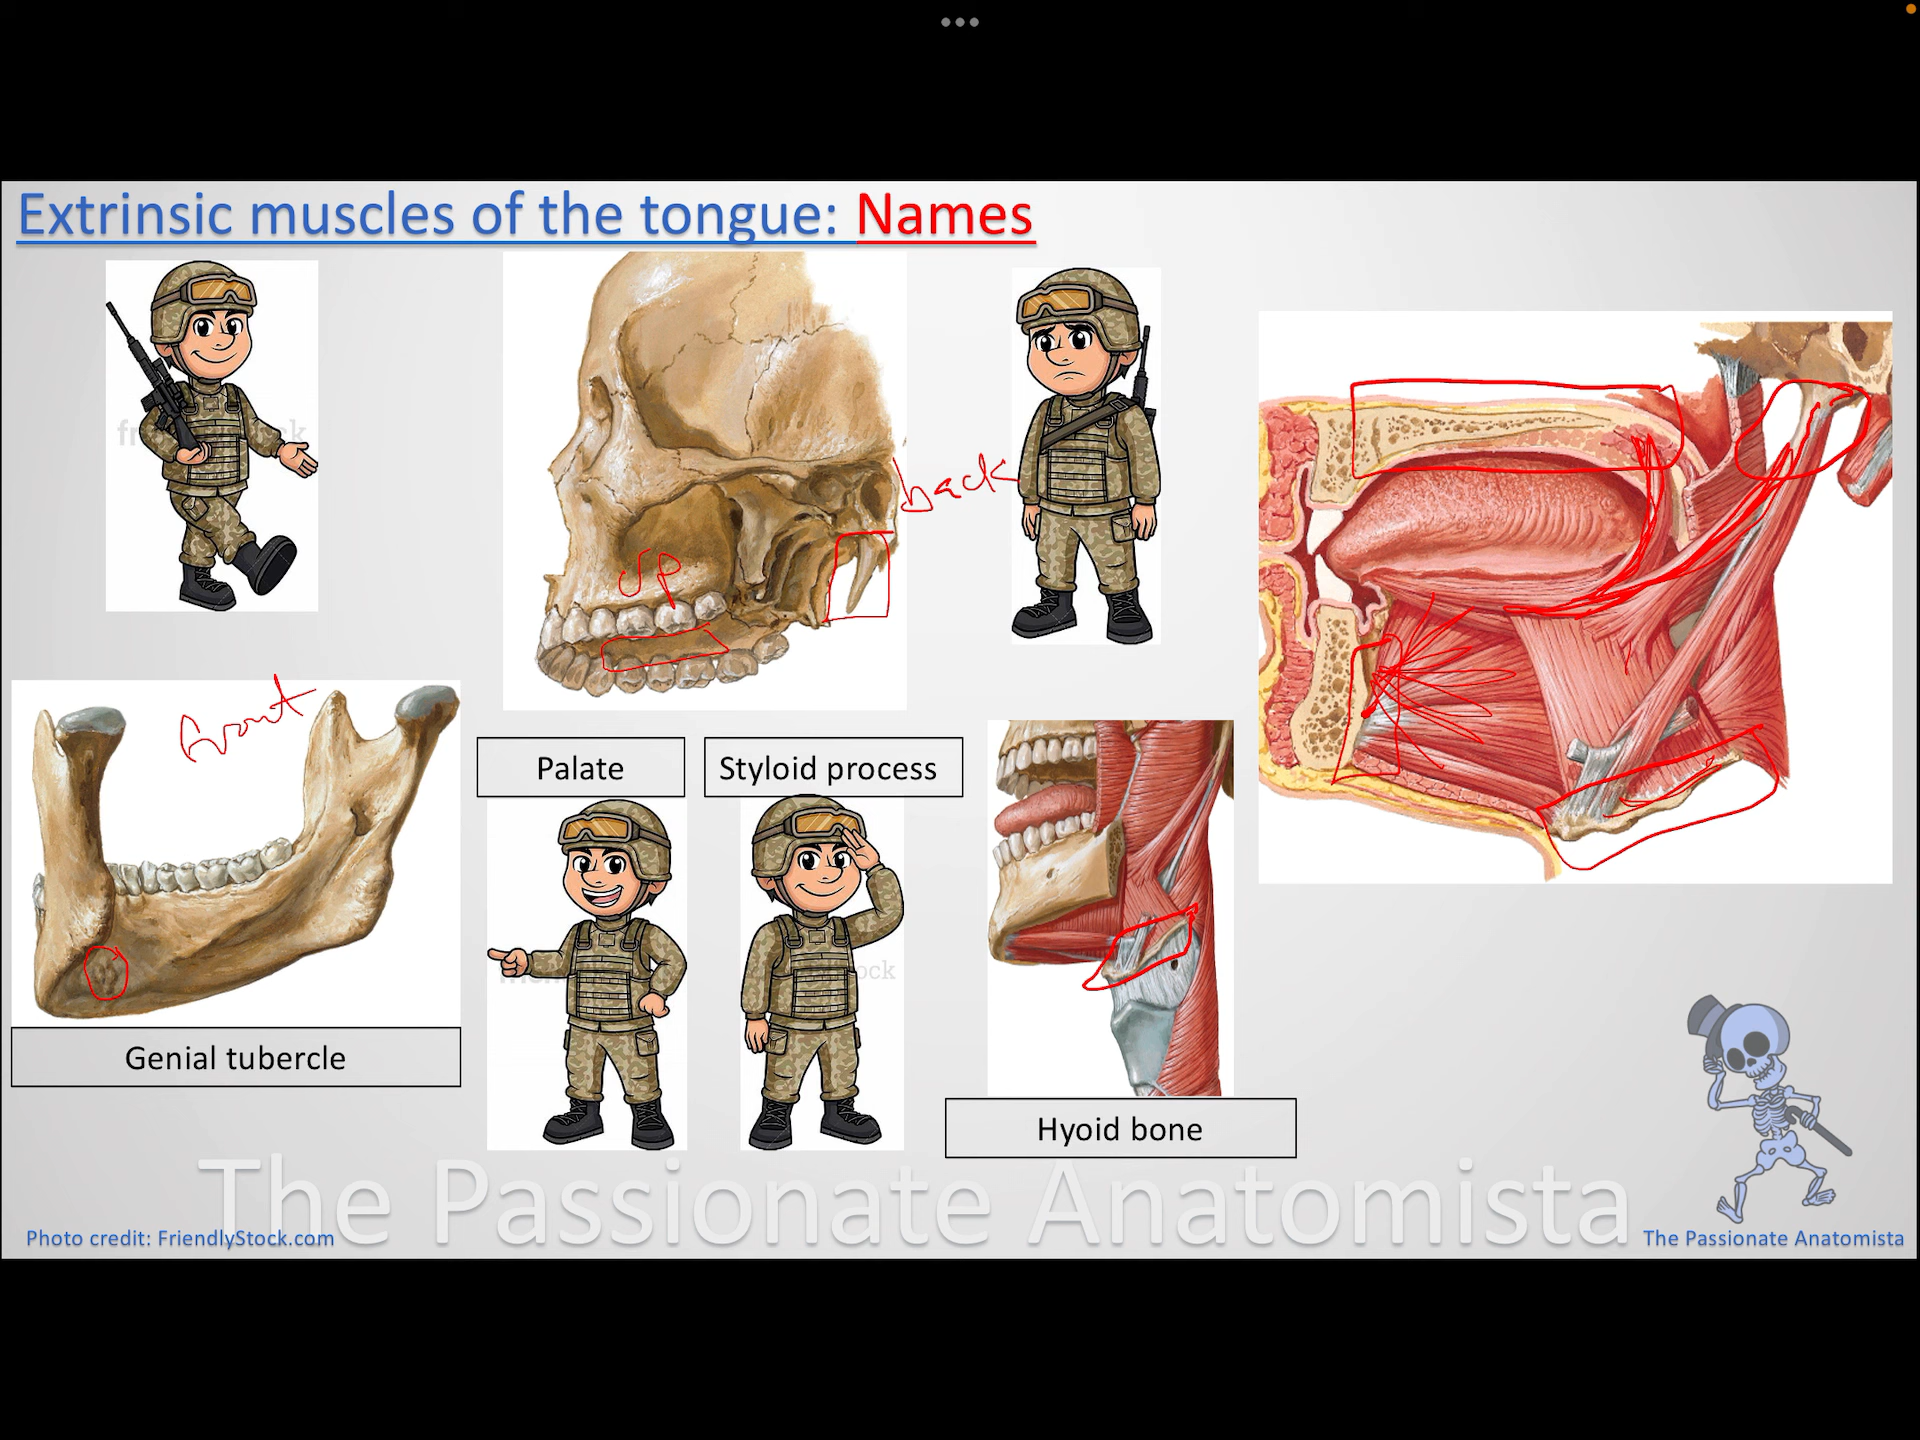 Extrinsic muscles of the tongue: Names
back
up
front
Palate
Styloid process
Genial tubercle
Hyoid bone
The Passionate Anatomista
Photo credit: FriendlyStock.com
The Passionate Anatomista